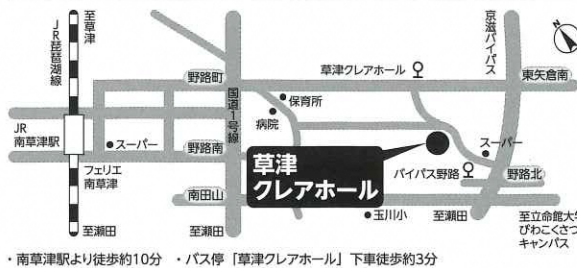 至草津
JR琵琶湖線
京滋バイパス
野路町
草津クレアホール
東矢倉南
国道1号線
保育所
病院
JR
南草津駅
スーパー
野路南
草津
クレアホール
スーパー
フェリエ
南草津
バイパス野路
野路北
南田山
玉川小
至瀬田
至瀬田
至瀬田
至立命館大学
びわこくさつ
キャンパス
・南草津駅より徒歩約10分 ・バス停「草津クレアホール」下車徒歩約3分